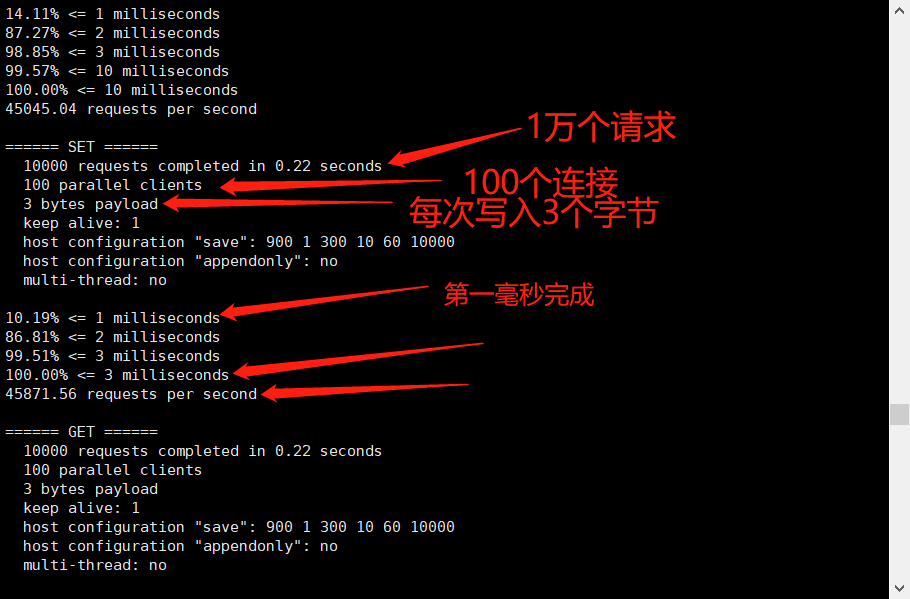 14.11% <= 1 milliseconds
87.27% <= 2 milliseconds
98.85% <= 3 milliseconds
99.57% <= 10 milliseconds
100.00% <= 10 milliseconds
45045.04 requests per second
====== SET ======
1万个请求
10000 requests completed in 0.22 seconds
100 parallel clients
100个连接
3 bytes payload
每次写入3个字节
keep alive: 1
host configuration "save": 900 1 300 10 60 10000
host configuration "appendonly": no
multi-thread: no
第一毫秒完成
10.19% <= 1 milliseconds
86.81% <= 2 milliseconds
99.51% <= 3 milliseconds
100.00% <= 3 milliseconds
45871.56 requests per second
====== GET ======
10000 requests completed in 0.22 seconds
100 parallel clients
3 bytes payload
keep alive: 1
host configuration "save": 900 1 300 10 60 10000
host configuration "appendonly": no
multi-thread: no